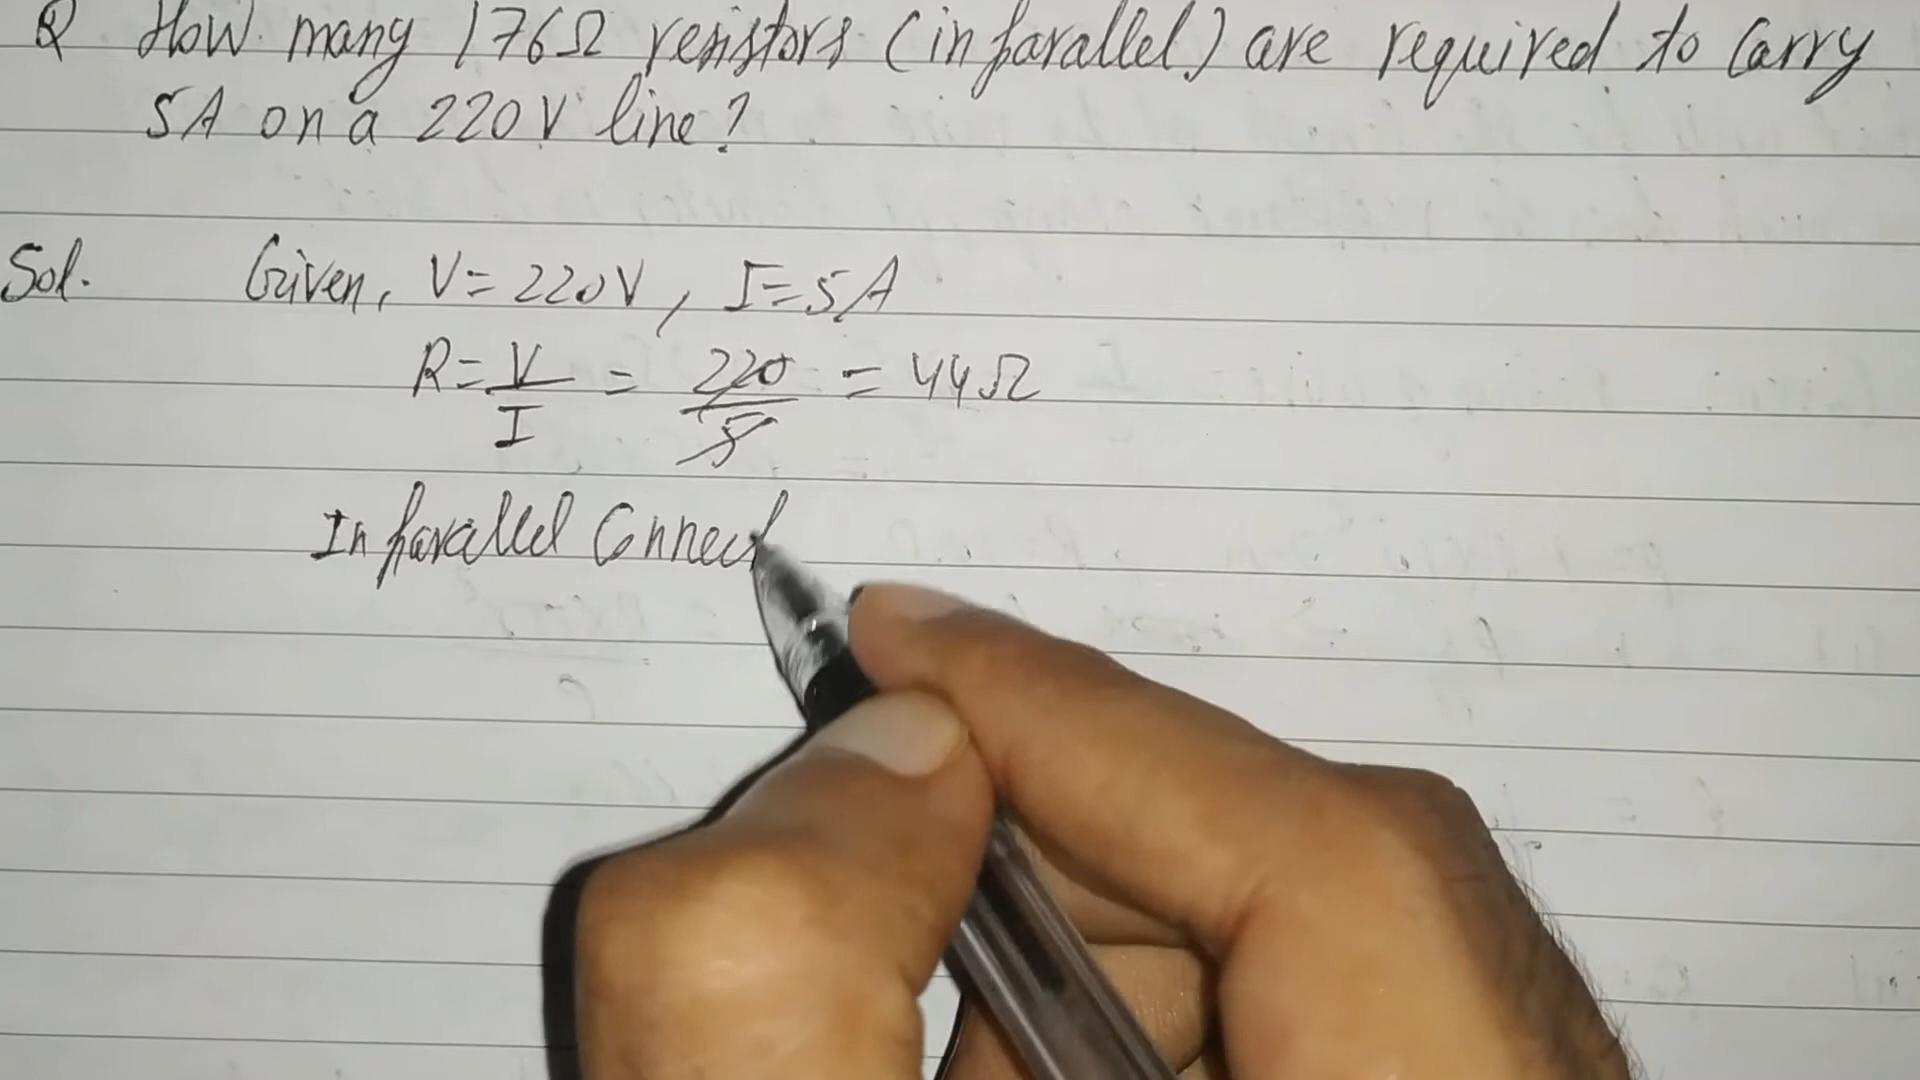 Q How many 176Ω resistors (in parallel) are required to carry
5A on a 220V line?
Sol. Given, V=220V, I=5A
R=V/I = 220/5 = 44Ω
In parallel Connect